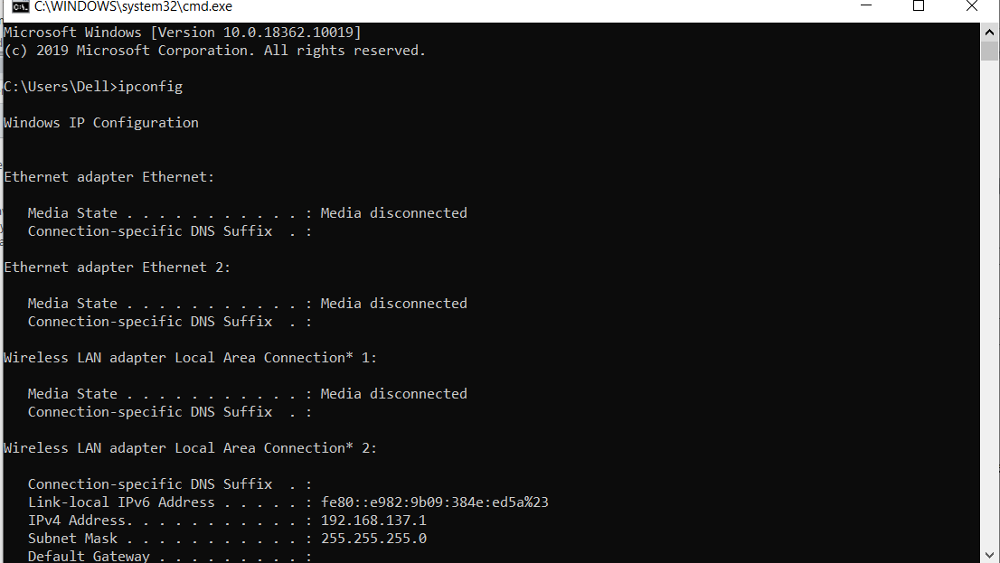 C:\WINDOWS\system32\cmd.exe
Microsoft Windows [Version 10.0.18362.10019]
(c) 2019 Microsoft Corporation. All rights reserved.
C:\Users\Dell>ipconfig
Windows IP Configuration
Ethernet adapter Ethernet:
Media State . . . . . . . . . . . : Media disconnected
Connection-specific DNS Suffix  . :
Ethernet adapter Ethernet 2:
Media State . . . . . . . . . . . : Media disconnected
Connection-specific DNS Suffix  . :
Wireless LAN adapter Local Area Connection* 1:
Media State . . . . . . . . . . . : Media disconnected
Connection-specific DNS Suffix  . :
Wireless LAN adapter Local Area Connection* 2:
Connection-specific DNS Suffix  . :
Link-local IPv6 Address . . . . . : fe80::e982:9b09:384e:ed5a%23
IPv4 Address. . . . . . . . . . . : 192.168.137.1
Subnet Mask . . . . . . . . . . . : 255.255.255.0
Default Gateway . . . . . . . . . :